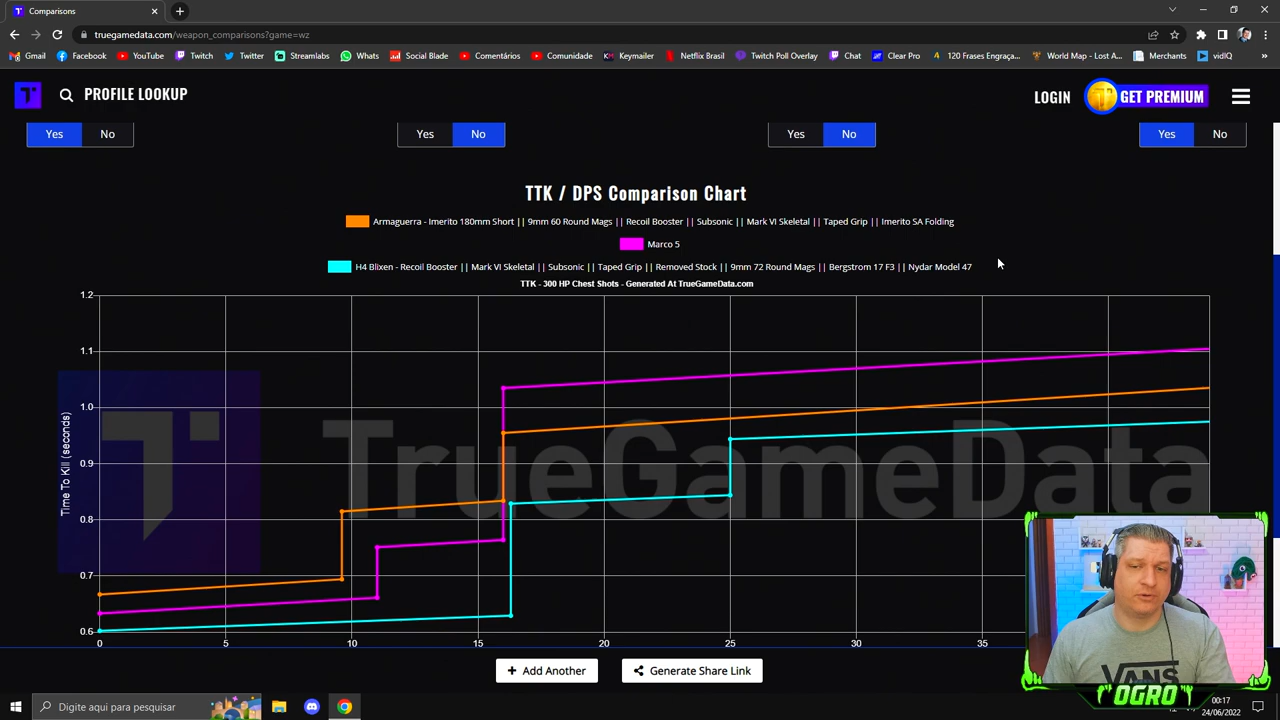 Comparisons
truegamedata.com/weapon_comparisons?game=wz
Gmail Facebook YouTube Twitch Twitter Streamlabs Whats Social Blade Comentários Comunidade Keymailer Netflix Brasil Twitch Poll Overlay Chat Clear Pro 120 Frases Engraça... World Map - Lost A... Merchants vidIQ
PROFILE LOOKUP LOGIN GET PREMIUM
Yes No Yes No Yes No Yes No
TTK / DPS Comparison Chart
Armaguerra - Imerito 180mm Short || 9mm 60 Round Mags || Recoil Booster || Subsonic || Mark VI Skeletal || Taped Grip || Imerito SA Folding
Marco 5
H4 Blixen - Recoil Booster || Mark VI Skeletal || Subsonic || Taped Grip || Removed Stock || 9mm 72 Round Mags || Bergstrom 17 F3 || Nydar Model 47
TTK - 300 HP Chest Shots - Generated At TrueGameData.com
1.2
1.1
1.0
0.9
0.8
0.7
0.6
Time To Kill (seconds)
TrueGameData
0 5 10 15 20 25 30 35
+ Add Another Generate Share Link
VANS
OGRO
Digite aqui para pesquisar
00:17
24/06/2022